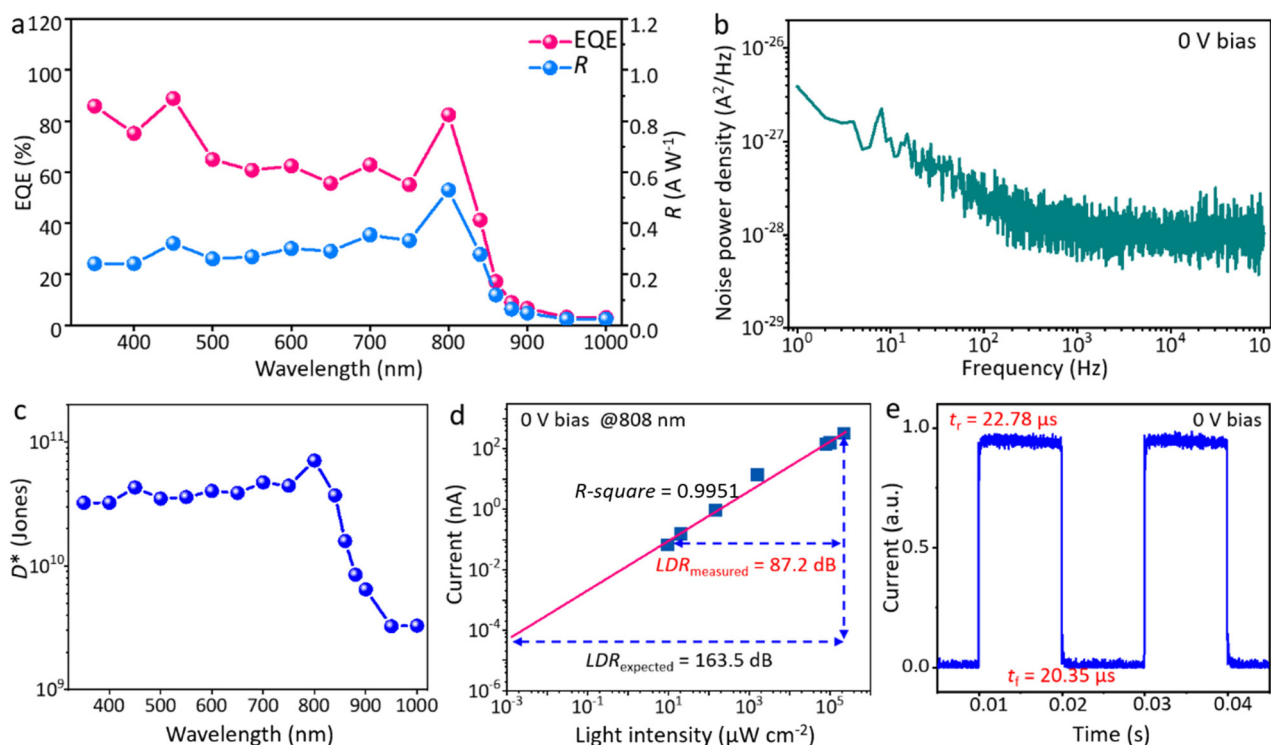 a
120
100
80
60
40
20
0
EQE (%)
EQE
R
1.2
1.0
0.8
0.6
0.4
0.2
0.0
R (A W⁻¹)
400 500 600 700 800 900 1000
Wavelength (nm)
b
0 V bias
10⁻²⁶
10⁻²⁷
10⁻²⁸
10⁻²⁹
Noise power density (A²/Hz)
10⁰ 10¹ 10² 10³ 10⁴ 10⁵
Frequency (Hz)
c
10¹¹
10¹⁰
10⁹
D* (Jones)
400 500 600 700 800 900 1000
Wavelength (nm)
d
0 V bias @808 nm
10²
10⁰
10⁻²
10⁻⁴
10⁻⁶
Current (nA)
R-square = 0.9951
LDRmeasured = 87.2 dB
LDRexpected = 163.5 dB
10⁻³ 10⁻¹ 10¹ 10³ 10⁵
Light intensity (μW cm⁻²)
e
tr = 22.78 μs
0 V bias
1.0
0.5
0.0
Current (a.u.)
tf = 20.35 μs
0.01 0.02 0.03 0.04
Time (s)